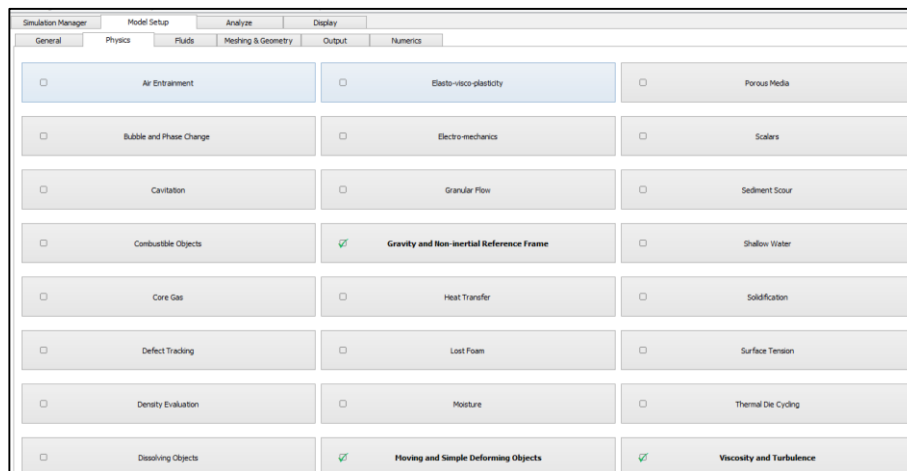 Simulation Manager Model Setup Analyze Display
General Physics Fluids Meshing & Geometry Output Numerics
Air Entrainment Elasto-visco-plasticity Porous Media
Bubble and Phase Change Electro-mechanics Scalars
Cavitation Granular Flow Sediment Scour
Combustible Objects Gravity and Non-inertial Reference Frame Shallow Water
Core Gas Heat Transfer Solidification
Defect Tracking Lost Foam Surface Tension
Density Evaluation Moisture Thermal Die Cycling
Dissolving Objects Moving and Simple Deforming Objects Viscosity and Turbulence